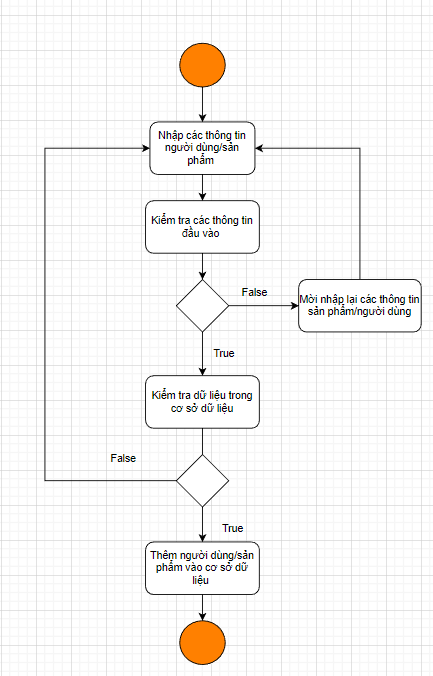 Nhập các thông tin
người dùng/sản
phẩm
Kiểm tra các thông tin
đầu vào
False
Mời nhập lại các thông tin
sản phẩm/người dùng
True
Kiểm tra dữ liệu trong
cơ sở dữ liệu
False
True
Thêm người dùng/sản
phẩm vào cơ sở dữ
liệu